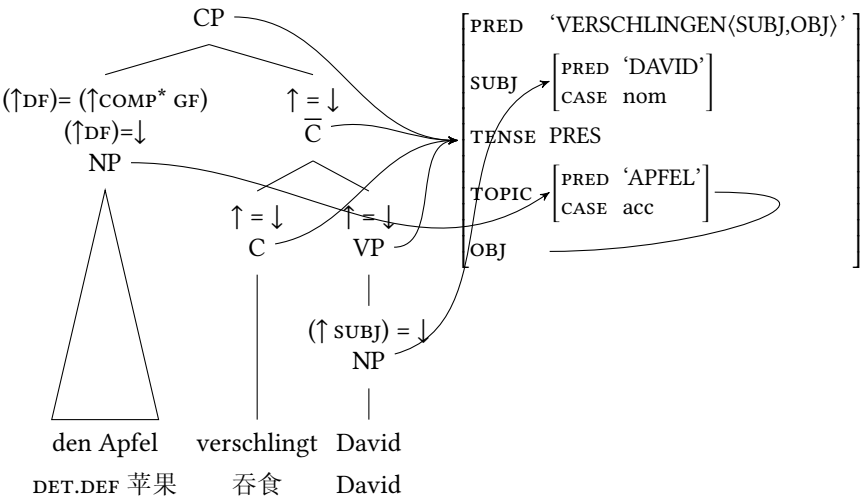 CP
(↑DF)= (↑COMP* GF)
(↑DF)=↓
NP
↑ = ↓
C̅
↑ = ↓
C
↑ = ↓
VP
(↑ SUBJ) = ↓
NP
den Apfel verschlingt David
DET.DEF 苹果 吞食 David
PRED ‘VERSCHLINGEN⟨SUBJ,OBJ⟩’
SUBJ [PRED ‘DAVID’
CASE nom]
TENSE PRES
TOPIC [PRED ‘APFEL’
CASE acc]
OBJ